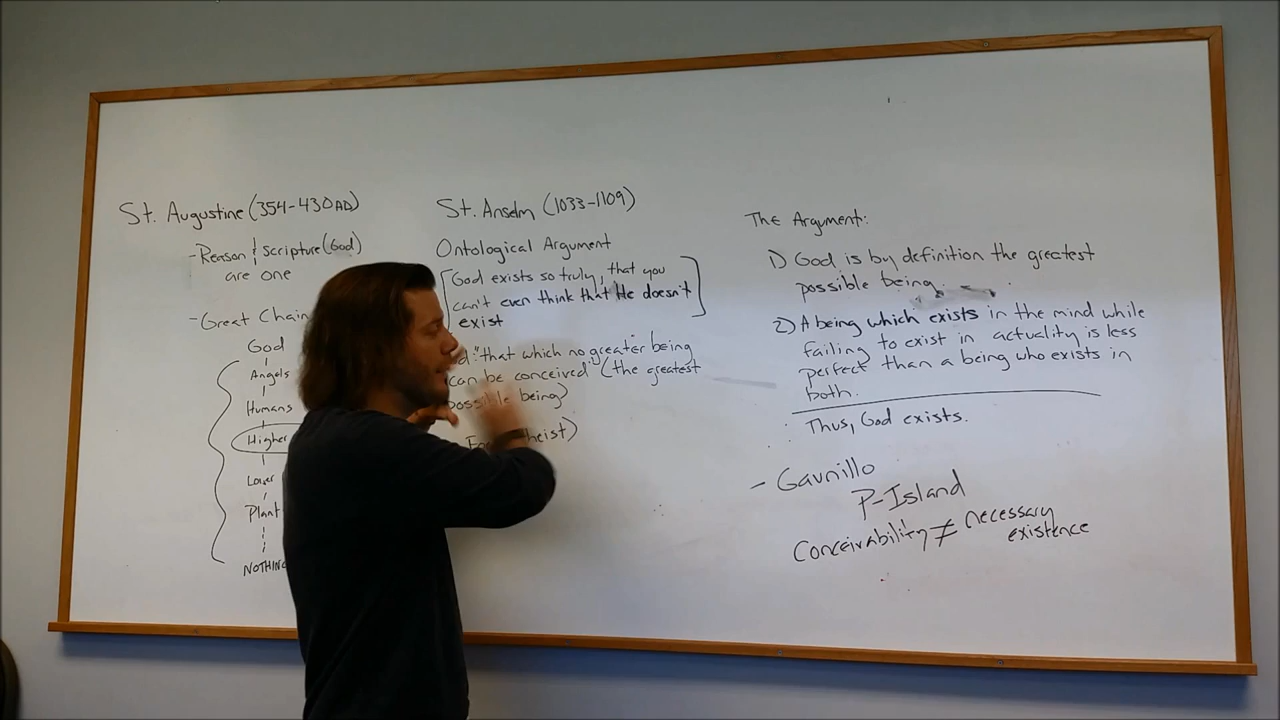 St. Augustine (354-430AD)
- Reason & Scripture (God)
are one
- Great Chain
God
Angels
Humans
Higher
Lower
Plant
NOTHING
St. Anselm (1033-1109)
Ontological Argument
God exists so truly, that you
can't even think that He doesn't
exist
"that which no greater being
can be conceived" (the greatest
possible being)
The Argument:
1) God is by definition the greatest
possible being.
2) A being which exists in the mind while
failing to exist in actuality is less
perfect than a being who exists in
both.
Thus, God exists.
- Gaunillo
P-Island
Conceivability ≠ necessary
existence